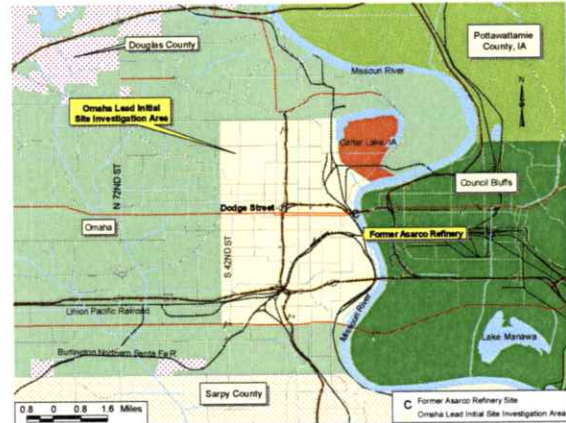 Douglas County
Pottawattamie
County, IA
N
Missouri River
Omaha Lead Initial
Site Investigation Area
Carter Lake, IA
N 72ND ST
Council Bluffs
Dodge Street
Omaha
S 42ND ST
Former Asarco Refinery
Union Pacific Railroad
Missouri River
Burlington Northern Santa Fe R
Lake Manawa
Sarpy County
0.8 0 0.8 1.6 Miles
C Former Asarco Refinery Site
Omaha Lead Initial Site Investigation Area